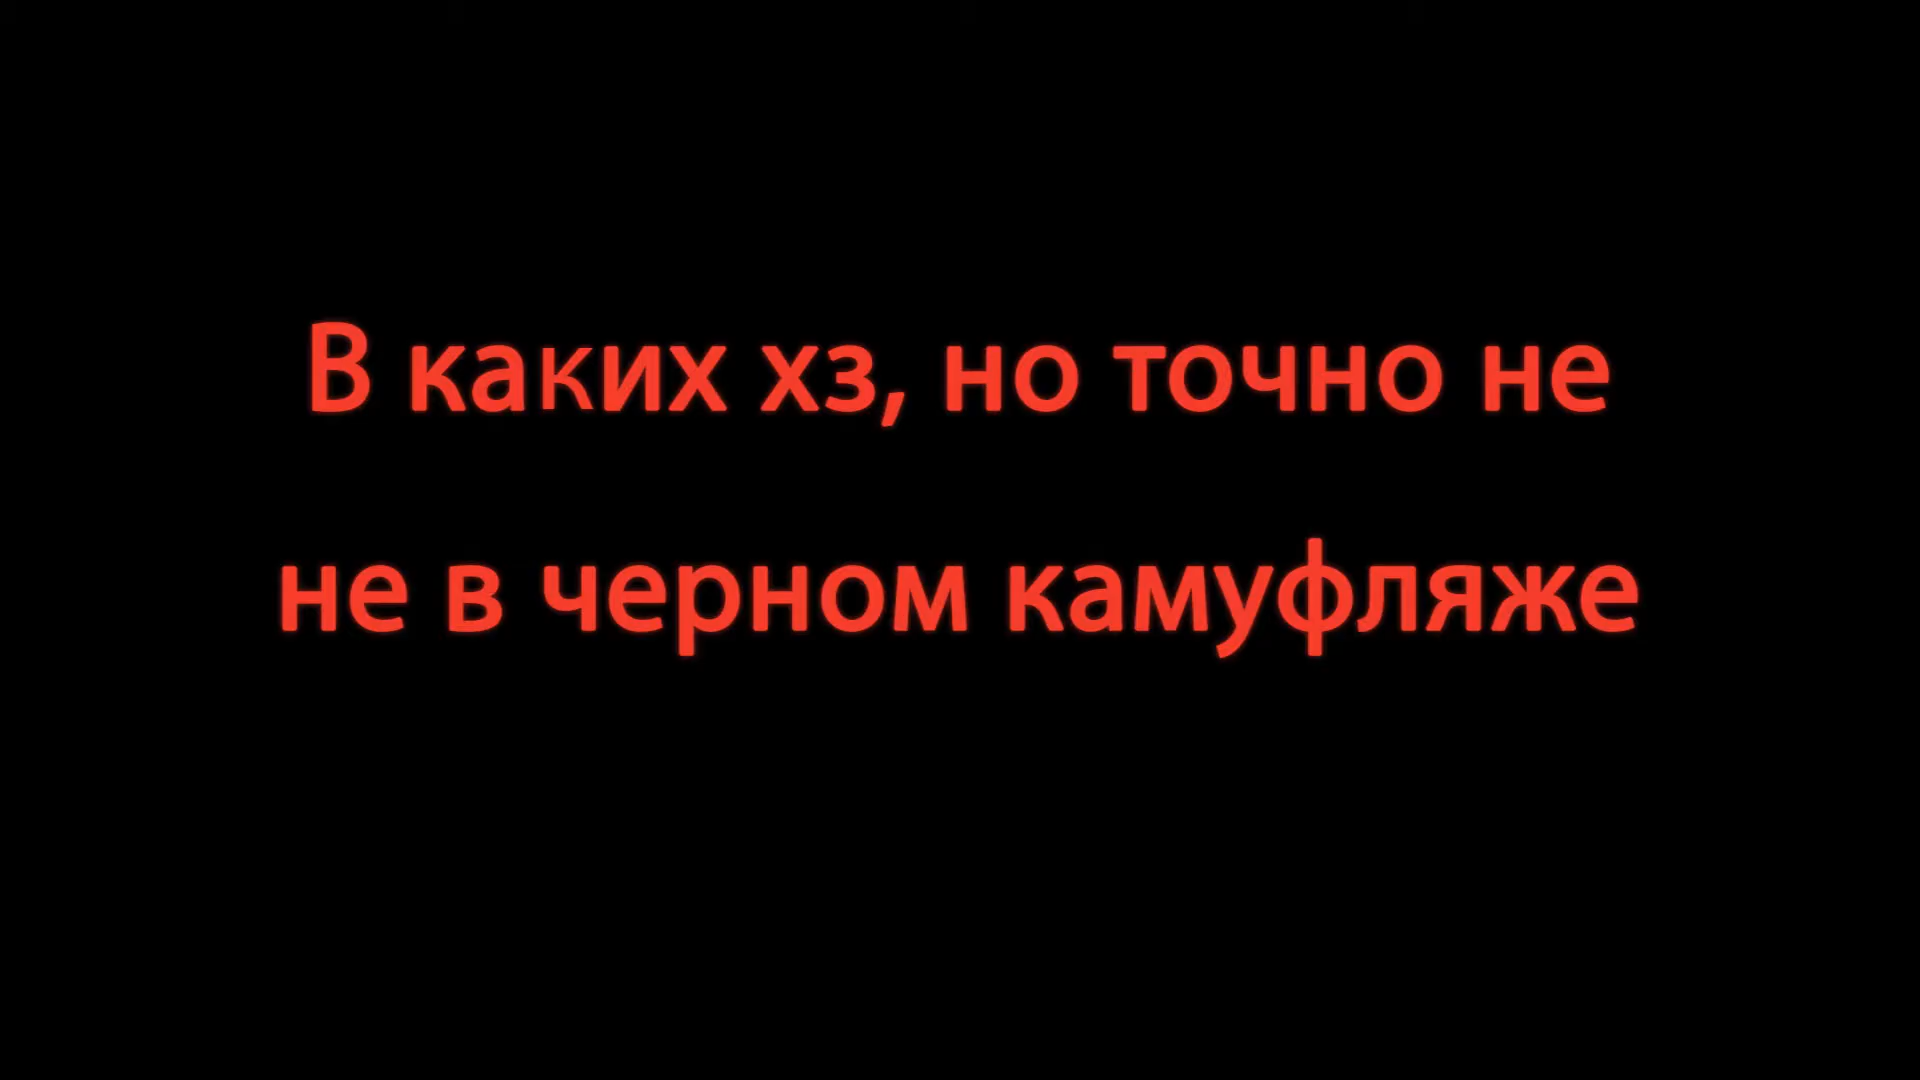 В каких хз, но точно не
не в черном камуфляже